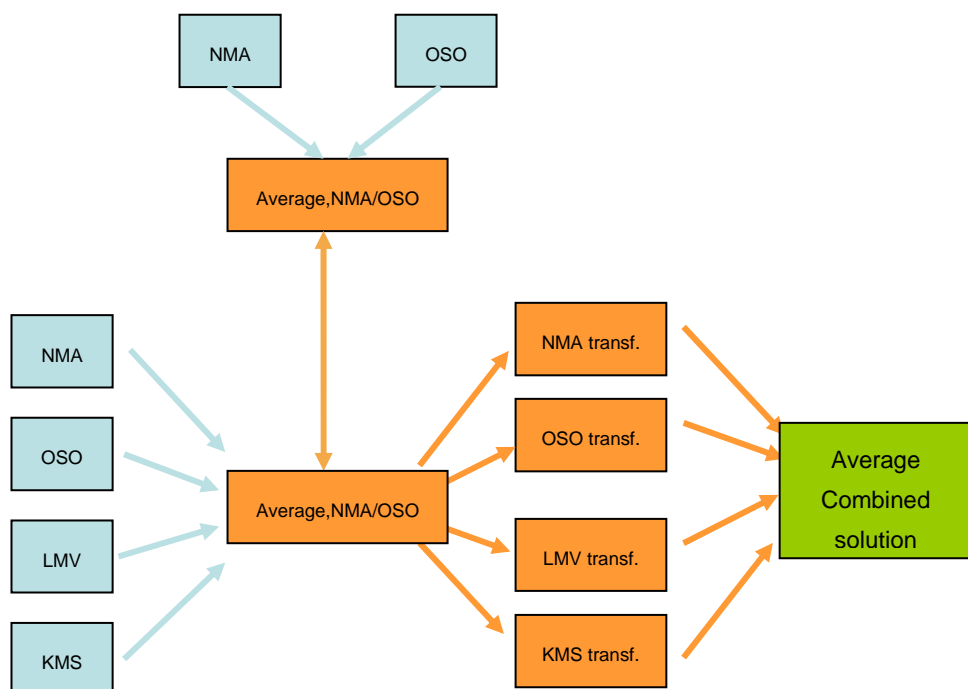 NMA
OSO
Average,NMA/OSO
NMA
OSO
LMV
KMS
Average,NMA/OSO
NMA transf.
OSO transf.
LMV transf.
KMS transf.
Average
Combined
solution